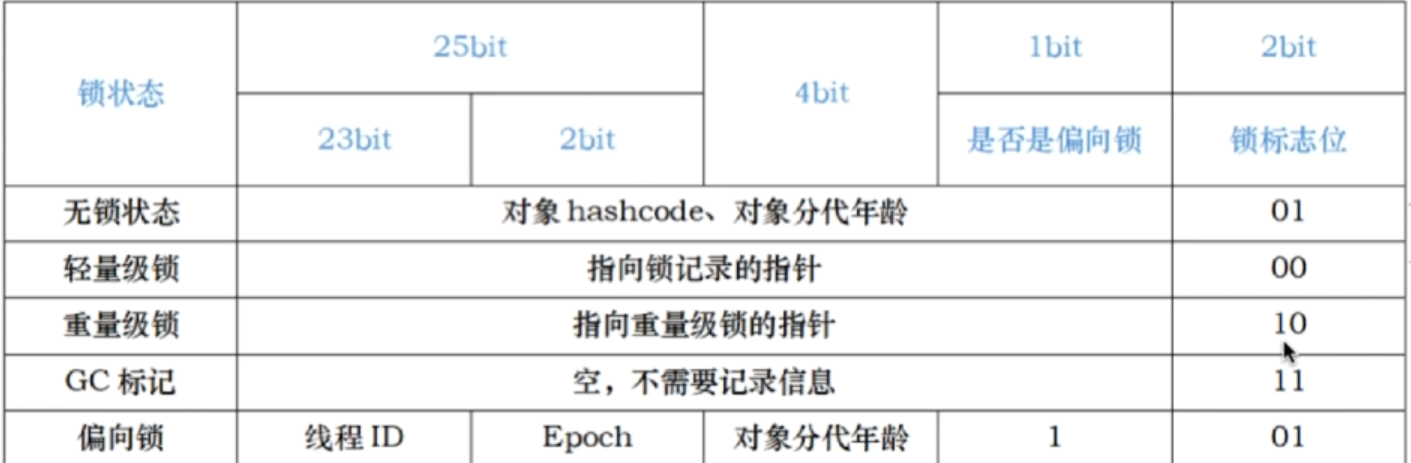 锁状态 25bit 4bit 1bit 2bit
23bit 2bit 是否是偏向锁 锁标志位
无锁状态 对象 hashcode、对象分代年龄 01
轻量级锁 指向锁记录的指针 00
重量级锁 指向重量级锁的指针 10
GC 标记 空，不需要记录信息 11
偏向锁 线程 ID Epoch 对象分代年龄 1 01